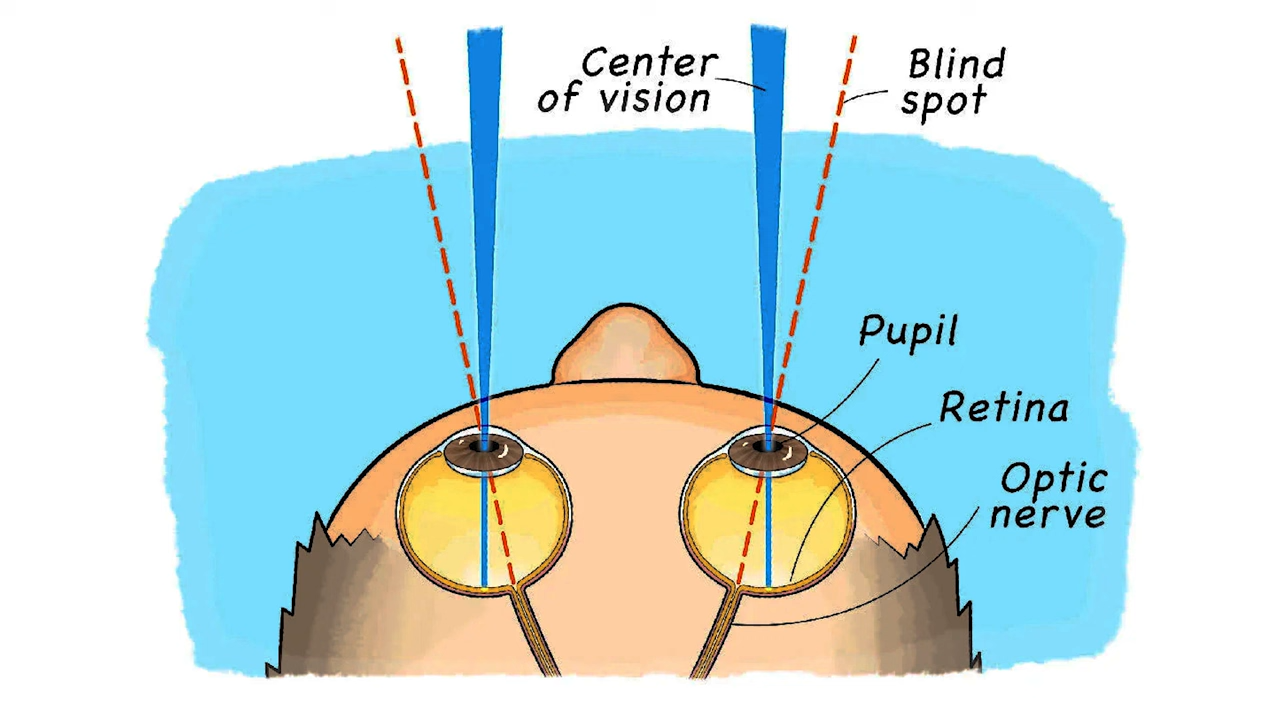 Center
of vision
Blind
spot
Pupil
Retina
Optic
nerve